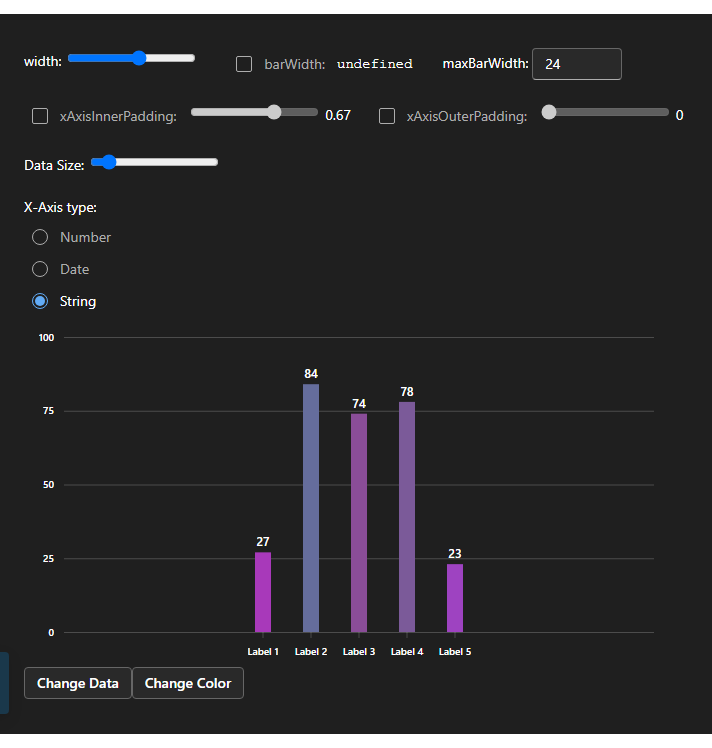 width: barWidth: undefined maxBarWidth: 24
xAxisInnerPadding: 0.67 xAxisOuterPadding: 0
Data Size:
X-Axis type:
Number
Date
String
100
84
78
75
74
50
27
25
23
0
Label 1 Label 2 Label 3 Label 4 Label 5
Change Data Change Color